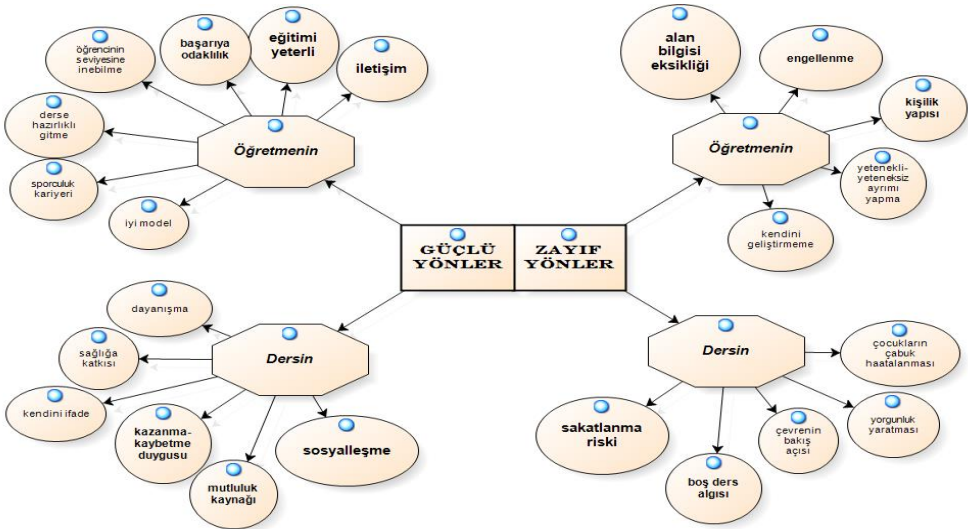 öğrencinin
seviyesine
inebilme
başarıya
odaklılık
eğitimi
yeterli
iletişim
derse
hazırlıklı
gitme
sporculuk
kariyeri
iyi model
Öğretmenin
alan
bilgisi
eksikliği
engellenme
kişilik
yapısı
yetenekli-
yeteneksiz
ayrımı
yapma
kendini
geliştirmeme
Öğretmenin
GÜÇLÜ
YÖNLER
ZAYIF
YÖNLER
dayanışma
sağlığa
katkısı
kendini ifade
kazanma-
kaybetme
duygusu
mutluluk
kaynağı
sosyalleşme
Dersin
Dersin
çocukların
çabuk
haatalanması
yorgunluk
yaratması
çevrenin
bakış
açısı
boş ders
algısı
sakatlanma
riski